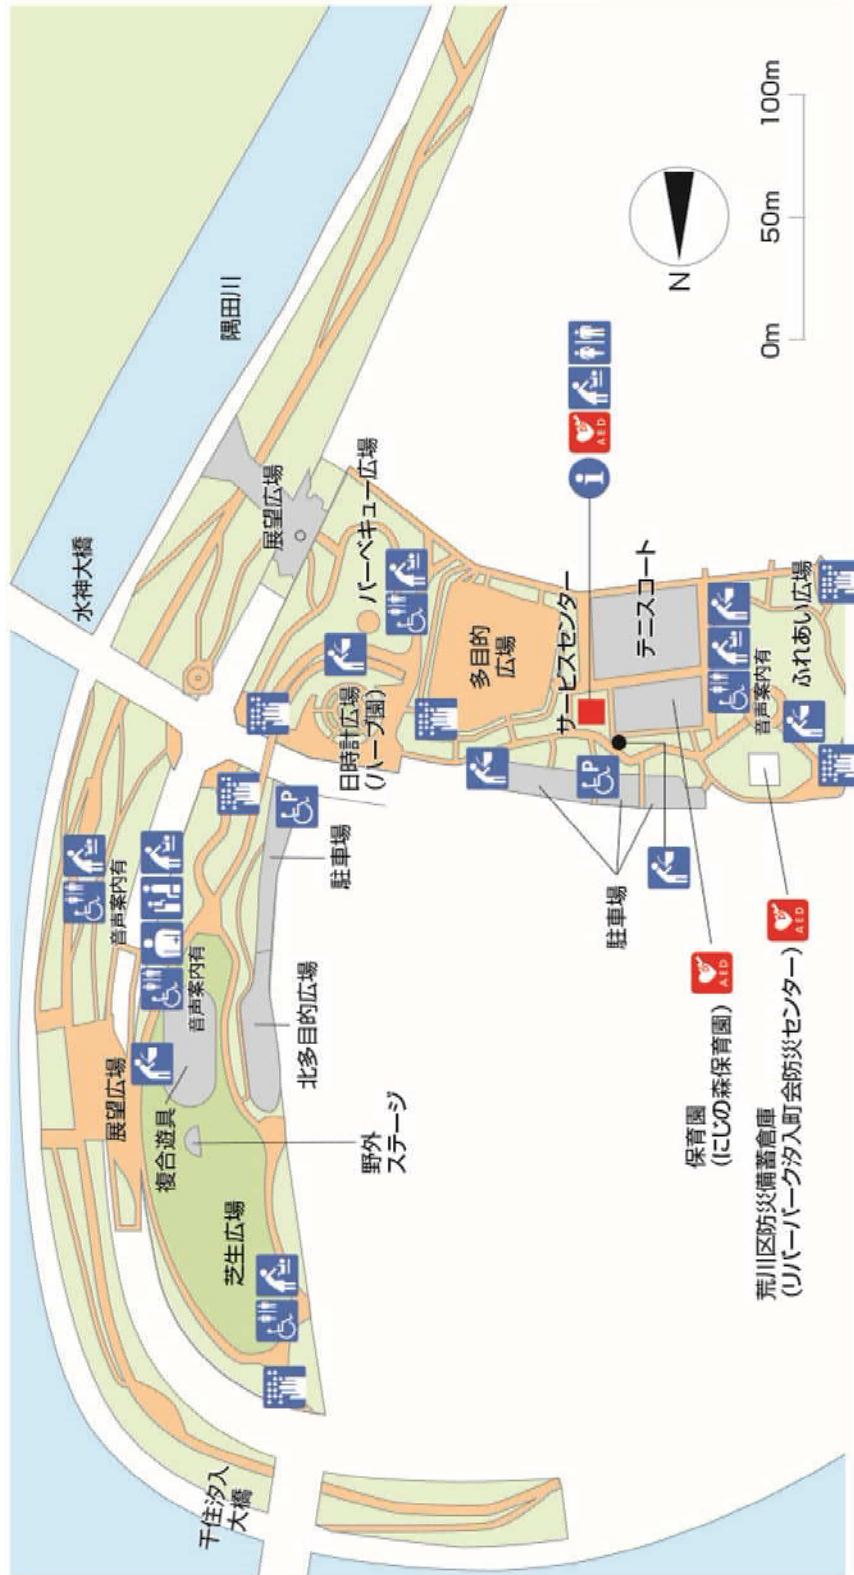 千住汐入
大橋
芝生広場
野外
ステージ
複合遊具
展望広場
北多目的広場
音声案内有
音声案内有
駐車場
P
水神大橋
隅田川
展望広場
バーベキュー広場
日時計広場
(ハーブ園)
多目的
広場
サービスセンター
i
AED
テニスコート
P
駐車場
音声案内有
ふれあい広場
保育園
(にじの森保育園)
AED
荒川区防災備蓄倉庫
(リバーパーク汐入町会防災センター)
AED
N
0m
50m
100m